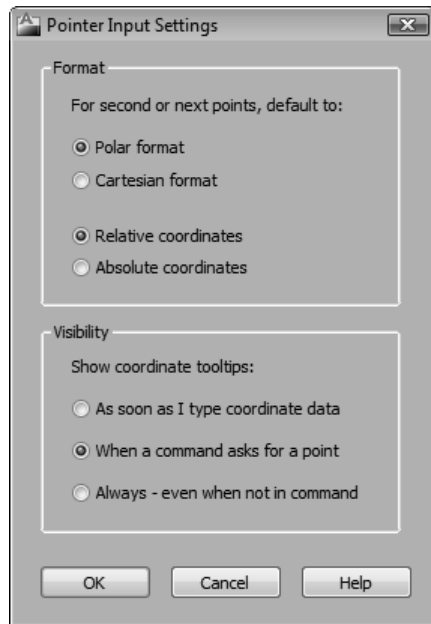 Pointer Input Settings
Format
For second or next points, default to:
Polar format
Cartesian format
Relative coordinates
Absolute coordinates
Visibility
Show coordinate tooltips:
As soon as I type coordinate data
When a command asks for a point
Always - even when not in command
OK Cancel Help